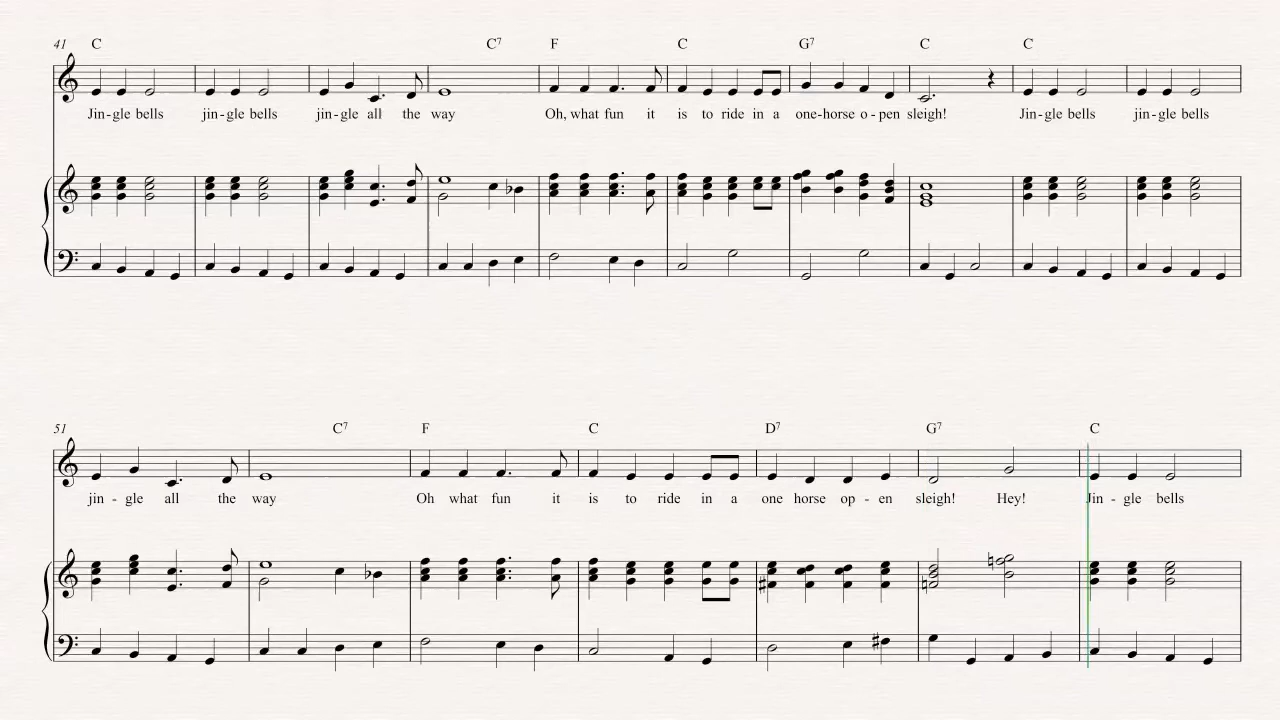 41 C C7 F C G7 C C
Jin-gle bells jin-gle bells jin-gle all the way Oh, what fun it is to ride in a one-horse o-pen sleigh! Jin-gle bells jin-gle bells
51 C7 F C D7 G7 C
jin-gle all the way Oh what fun it is to ride in a one horse op-en sleigh! Hey! Jin-gle bells